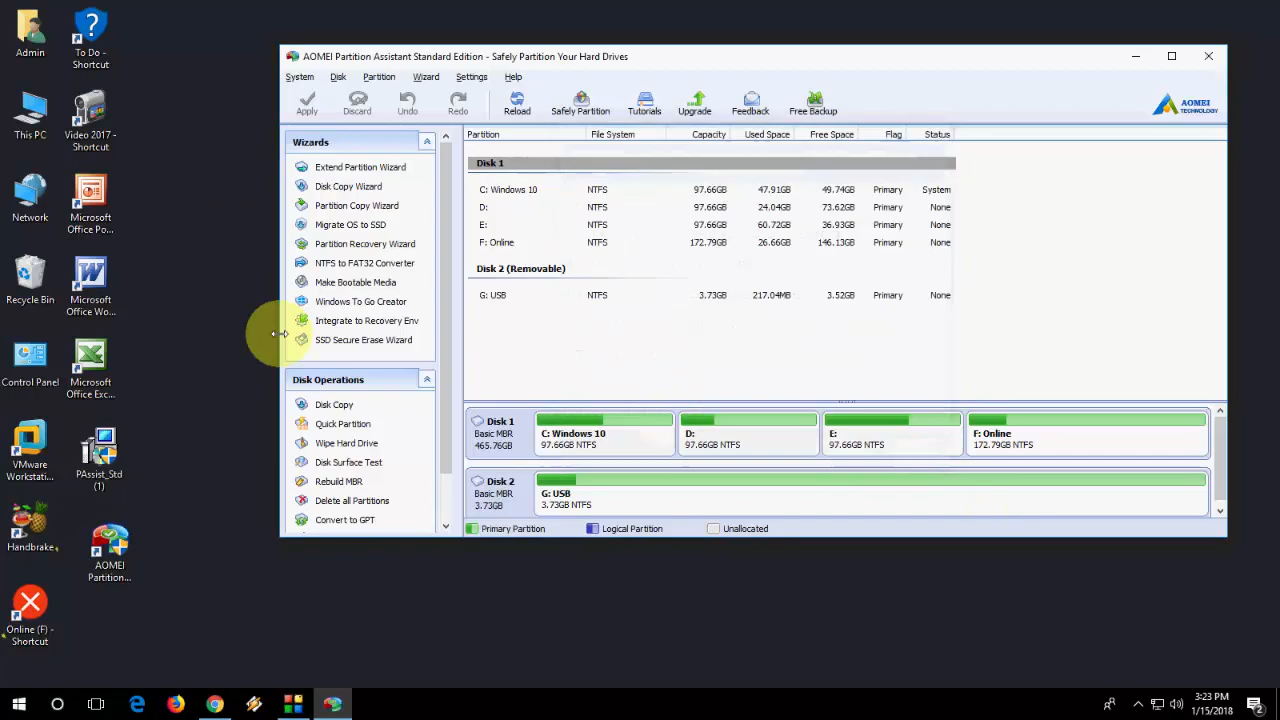 Admin
To Do - Shortcut
This PC
Video 2017 - Shortcut
Network
Microsoft Office Po...
Recycle Bin
Microsoft Office Wo...
Control Panel
Microsoft Office Exc...
VMware Workstati...
PAssist_Std (1)
Handbrake
AOMEI Partition...
Online (F) - Shortcut
AOMEI Partition Assistant Standard Edition - Safely Partition Your Hard Drives
System Disk Partition Wizard Settings Help
Apply Discard Undo Redo Reload Safely Partition Tutorials Upgrade Feedback Free Backup
AOMEI TECHNOLOGY
Wizards
Extend Partition Wizard
Disk Copy Wizard
Partition Copy Wizard
Migrate OS to SSD
Partition Recovery Wizard
NTFS to FAT32 Converter
Make Bootable Media
Windows To Go Creator
Integrate to Recovery Env
SSD Secure Erase Wizard
Disk Operations
Disk Copy
Quick Partition
Wipe Hard Drive
Disk Surface Test
Rebuild MBR
Delete all Partitions
Convert to GPT
Partition File System Capacity Used Space Free Space Flag Status
Disk 1
C: Windows 10 NTFS 97.66GB 47.91GB 49.74GB Primary System
D: NTFS 97.66GB 24.04GB 73.62GB Primary None
E: NTFS 97.66GB 60.72GB 36.93GB Primary None
F: Online NTFS 172.79GB 26.66GB 146.13GB Primary None
Disk 2 (Removable)
G: USB NTFS 3.73GB 217.04MB 3.52GB Primary None
Disk 1
Basic MBR
465.76GB
C: Windows 10
97.66GB NTFS
D:
97.66GB NTFS
E:
97.66GB NTFS
F: Online
172.79GB NTFS
Disk 2
Basic MBR
3.73GB
G: USB
3.73GB NTFS
Primary Partition Logical Partition Unallocated
3:23 PM
1/15/2018
2